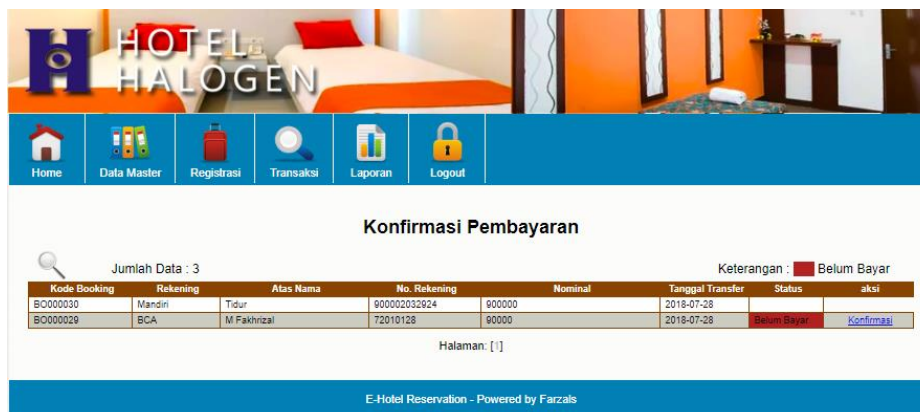 HOTEL
HALOGEN
Home Data Master Registrasi Transaksi Laporan Logout
Konfirmasi Pembayaran
Jumlah Data : 3 Keterangan : Belum Bayar
Kode Booking Rekening Atas Nama No. Rekening Nominal Tanggal Transfer Status aksi
BO000030 Mandiri Tidur 900002032924 900000 2018-07-28
BO000029 BCA M Fakhrizal 72010128 90000 2018-07-28 Belum Bayar Konfirmasi
Halaman: [1]
E-Hotel Reservation - Powered by Farzals